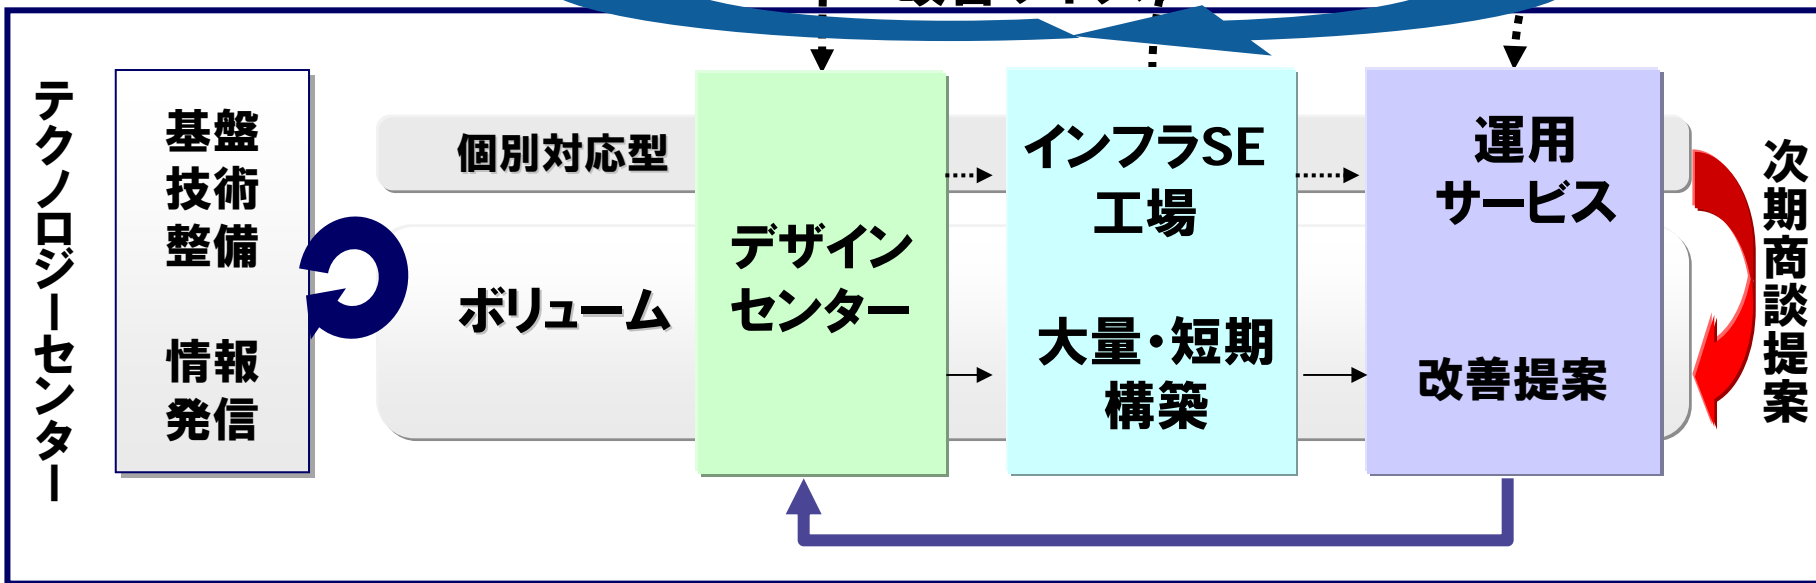 テクノロジーセンター
基盤
技術
整備
情報
発信
個別対応型
ボリューム
デザイン
センター
インフラSE
工場
大量・短期
構築
運用
サービス
改善提案
次期商談提案